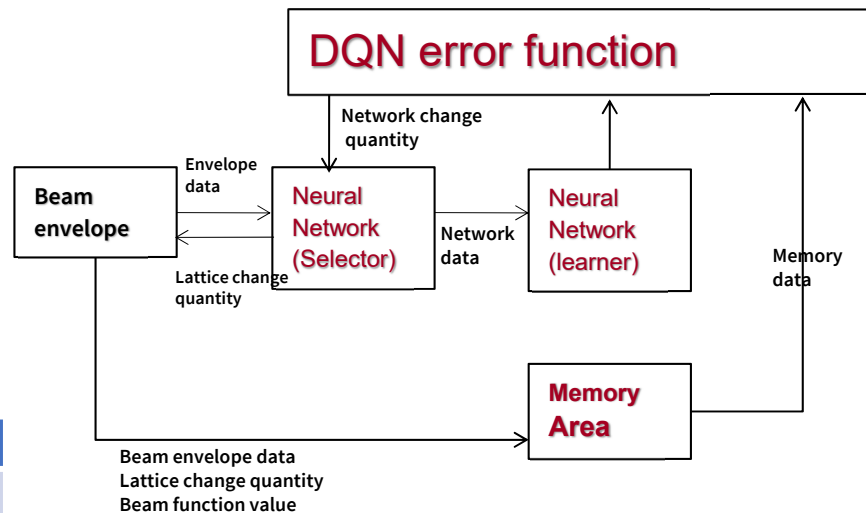 DQN error function
Network change
quantity
Envelope
data
Beam
envelope
Neural
Network
(Selector)
Neural
Network
(learner)
Network
data
Lattice change
quantity
Memory
data
Memory
Area
Beam envelope data
Lattice change quantity
Beam function value